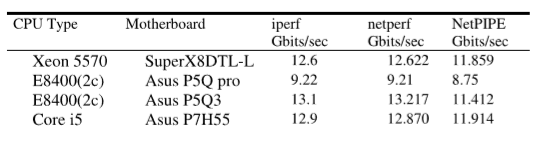 CPU Type Motherboard iperf netperf NetPIPE
Gbits/sec Gbits/sec Gbits/sec
Xeon 5570 SuperX8DTL-L 12.6 12.622 11.859
E8400(2c) Asus P5Q pro 9.22 9.21 8.75
E8400(2c) Asus P5Q3 13.1 13.217 11.412
Core i5 Asus P7H55 12.9 12.870 11.914